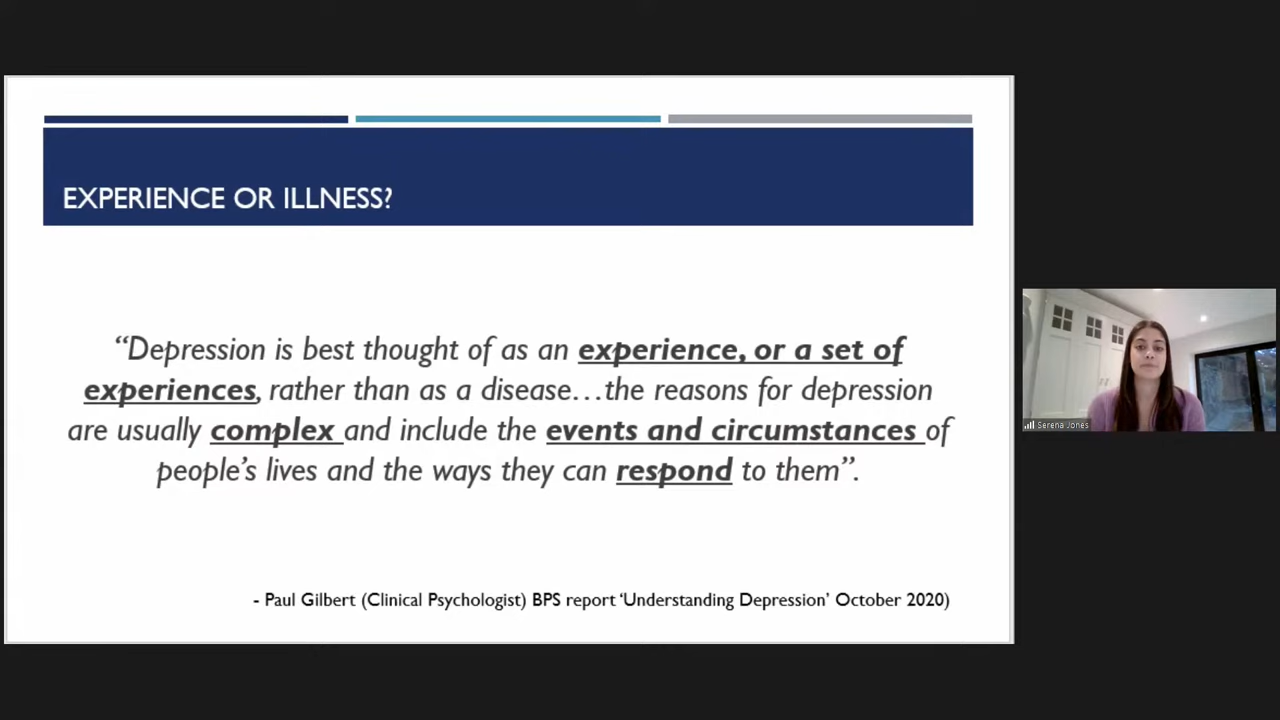 EXPERIENCE OR ILLNESS?
“Depression is best thought of as an experience, or a set of
experiences, rather than as a disease…the reasons for depression
are usually complex and include the events and circumstances of
people’s lives and the ways they can respond to them”.
- Paul Gilbert (Clinical Psychologist) BPS report ‘Understanding Depression’ October 2020)
Serena Jones